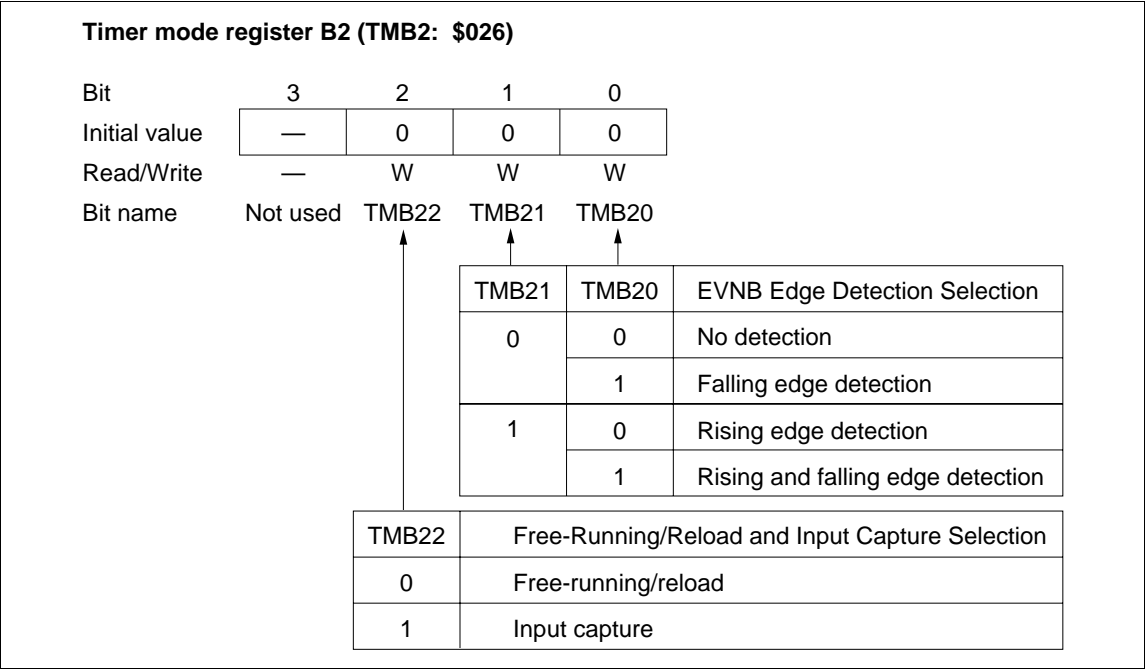 Timer mode register B2 (TMB2: $026)
Bit 3 2 1 0
Initial value — 0 0 0
Read/Write — W W W
Bit name Not used TMB22 TMB21 TMB20
TMB21 TMB20 EVNB Edge Detection Selection
0 0 No detection
1 Falling edge detection
1 0 Rising edge detection
1 Rising and falling edge detection
TMB22 Free-Running/Reload and Input Capture Selection
0 Free-running/reload
1 Input capture